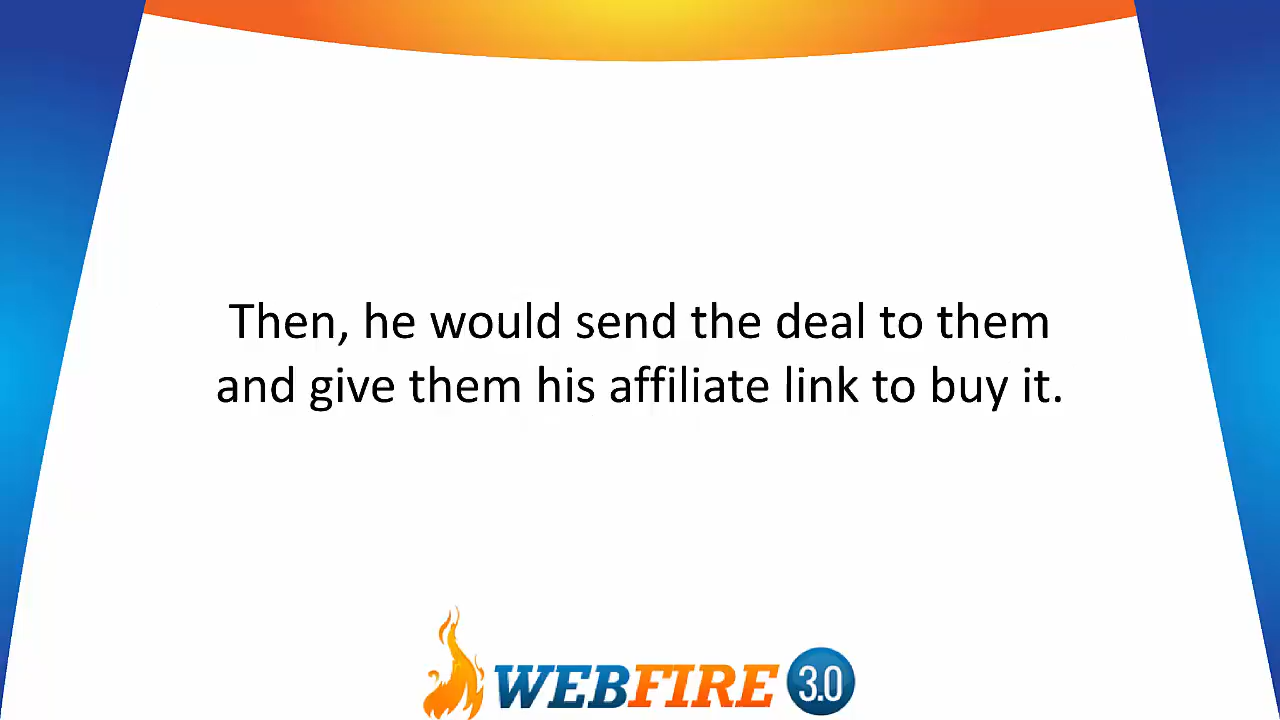 Then, he would send the deal to them
and give them his affiliate link to buy it.
WEBFIRE 3.0